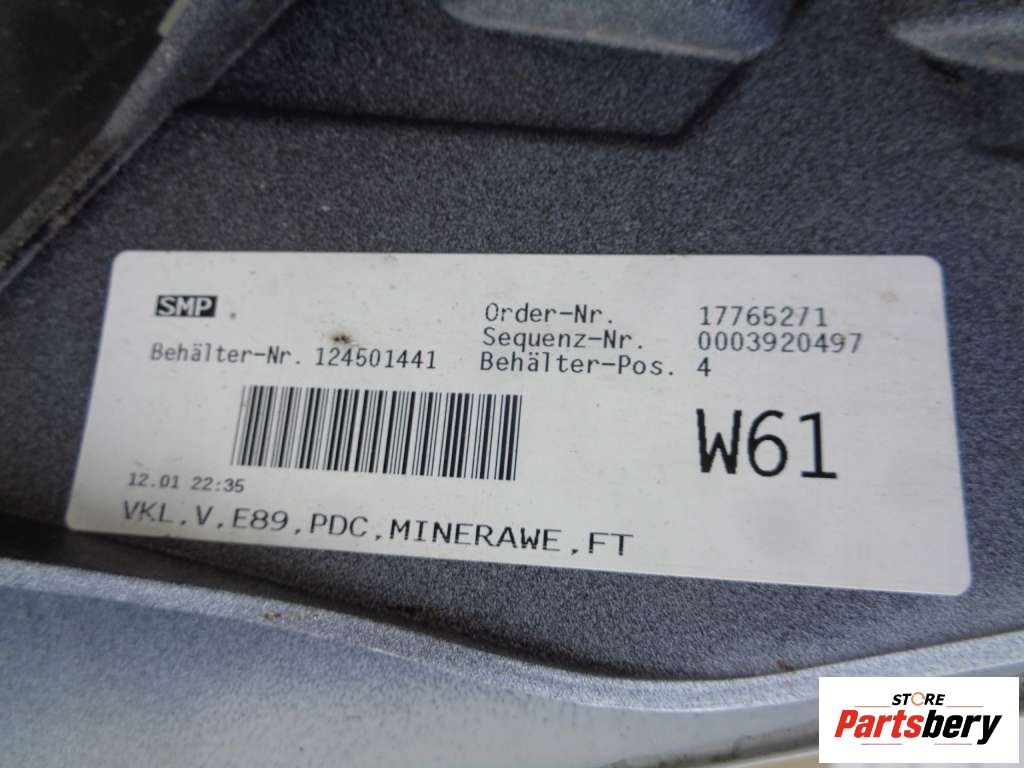 SMP
Order-Nr. 17765271
Sequenz-Nr. 0003920497
Behälter-Nr. 124501441 Behälter-Pos. 4
W61
12.01 22:35
VKL,V,E89,PDC,MINERAWE,FT
STORE
Partsbery